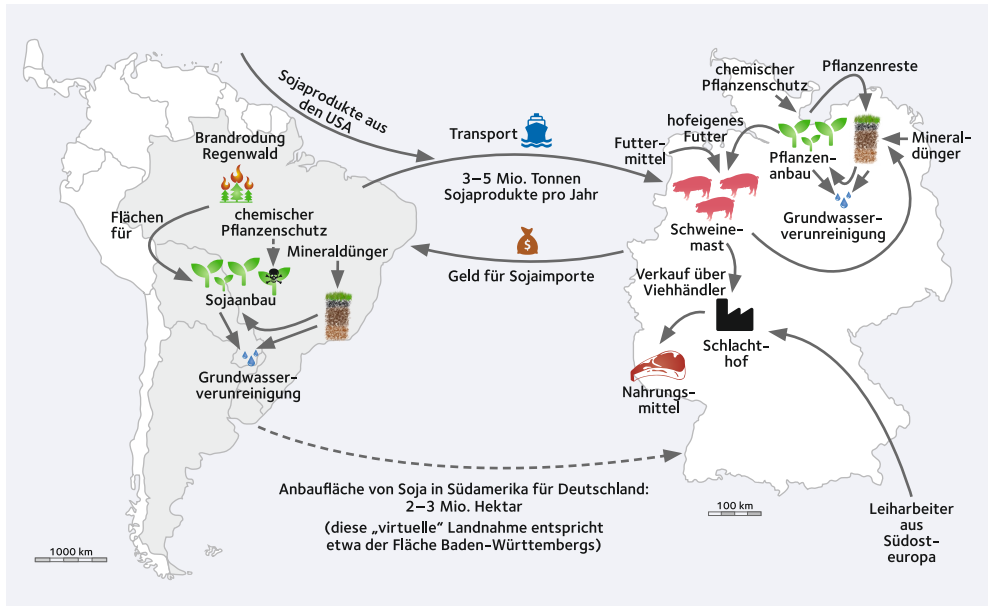 Sojaprodukte aus
den USA
Brandrodung
Regenwald
Flächen
für
chemischer
Pflanzenschutz
Mineraldünger
Sojaanbau
Grundwasser-
verunreinigung
Transport
3–5 Mio. Tonnen
Sojaprodukte pro Jahr
$
Geld für Sojaimporte
chemischer
Pflanzenschutz
Pflanzenreste
hofeigenes
Futter
Futter-
mittel
Pflanzen-
anbau
Mineral-
dünger
Grundwasser-
verunreinigung
Schweine-
mast
Verkauf über
Viehhändler
Schlacht-
hof
Nahrungs-
mittel
Anbaufläche von Soja in Südamerika für Deutschland:
2–3 Mio. Hektar
(diese „virtuelle“ Landnahme entspricht
etwa der Fläche Baden-Württembergs)
Leiharbeiter
aus
Südost-
europa
1000 km
100 km